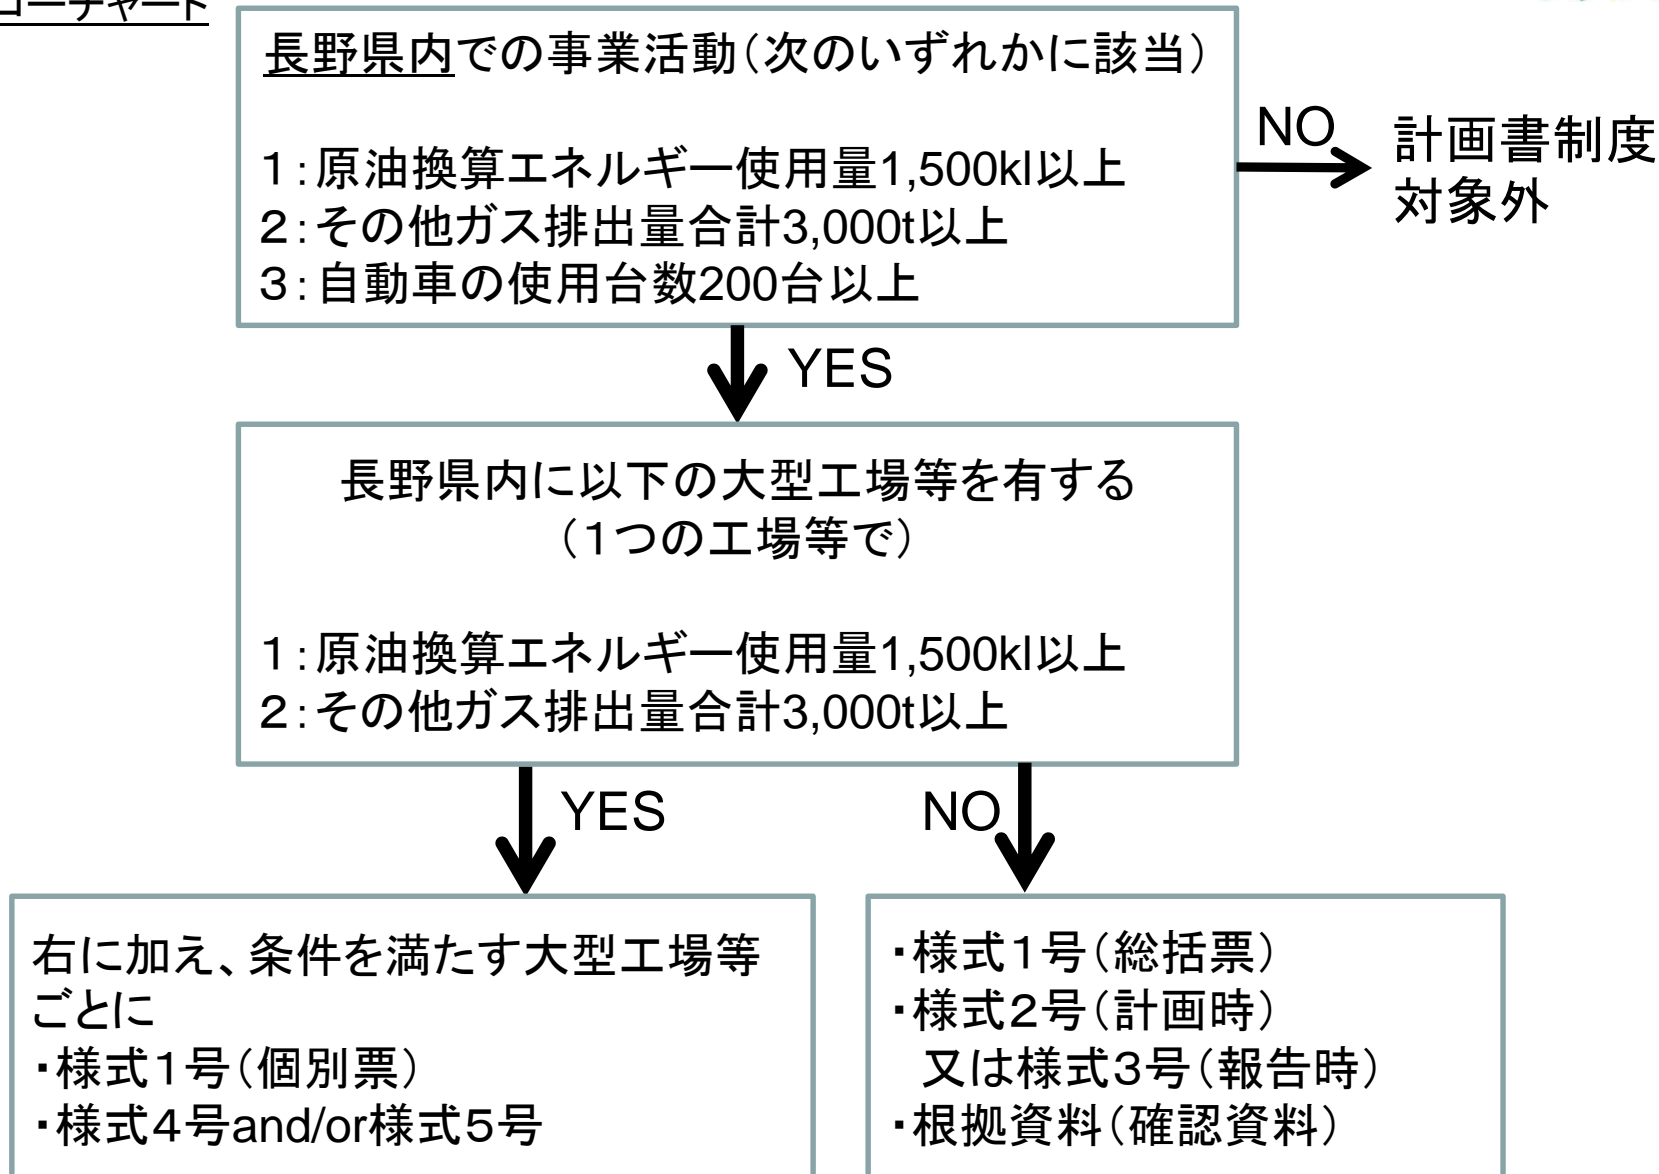 ローチャート
長野県内での事業活動(次のいずれかに該当)
1:原油換算エネルギー使用量1,500kl以上
2:その他ガス排出量合計3,000t以上
3:自動車の使用台数200台以上
NO
計画書制度
対象外
YES
長野県内に以下の大型工場等を有する
(1つの工場等で)
1:原油換算エネルギー使用量1,500kl以上
2:その他ガス排出量合計3,000t以上
YES
NO
右に加え、条件を満たす大型工場等
ごとに
・様式1号(個別票)
・様式4号and/or様式5号
・様式1号(総括票)
・様式2号(計画時)
又は様式3号(報告時)
・根拠資料(確認資料)